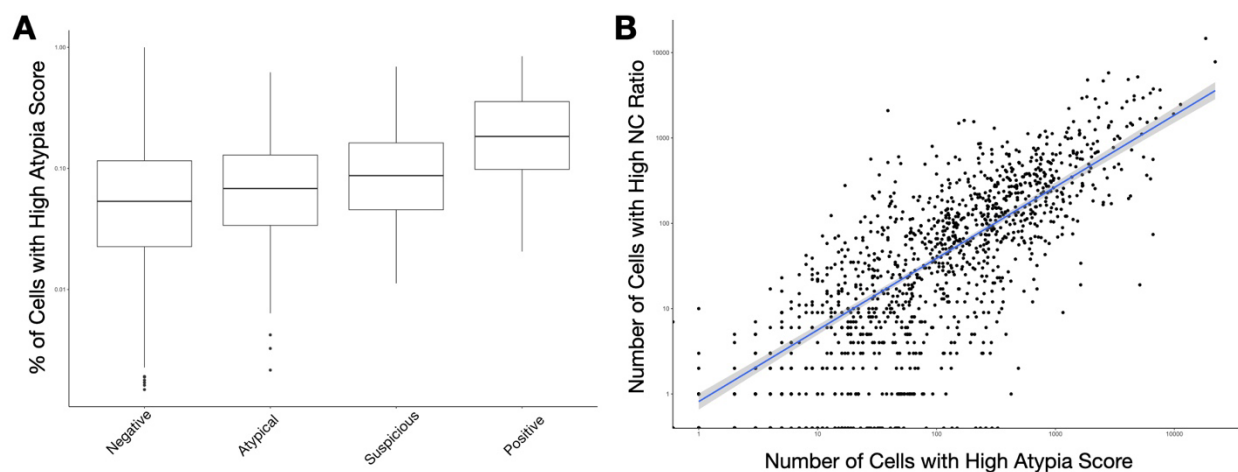 A
% of Cells with High Atypia Score
1.00
0.10
0.01
Negative
Atypical
Suspicious
Positive
B
Number of Cells with High NC Ratio
10000
1000
100
10
1
1
10
100
1000
10000
Number of Cells with High Atypia Score